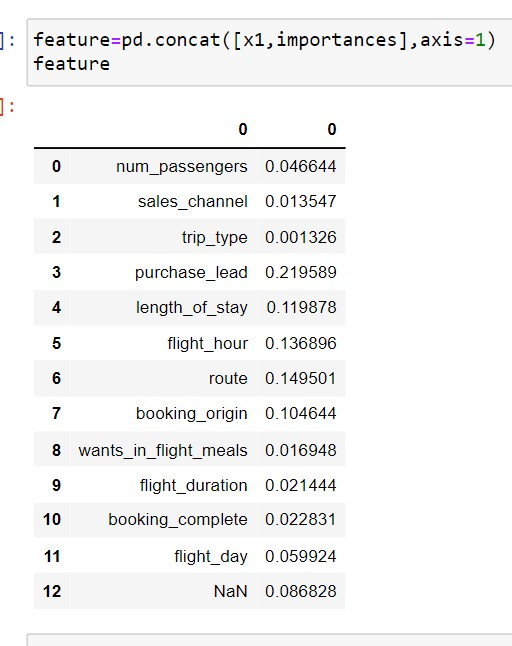 ]: feature=pd.concat([x1,importances],axis=1)
feature
]:
0 0
0 num_passengers 0.046644
1 sales_channel 0.013547
2 trip_type 0.001326
3 purchase_lead 0.219589
4 length_of_stay 0.119878
5 flight_hour 0.136896
6 route 0.149501
7 booking_origin 0.104644
8 wants_in_flight_meals 0.016948
9 flight_duration 0.021444
10 booking_complete 0.022831
11 flight_day 0.059924
12 NaN 0.086828